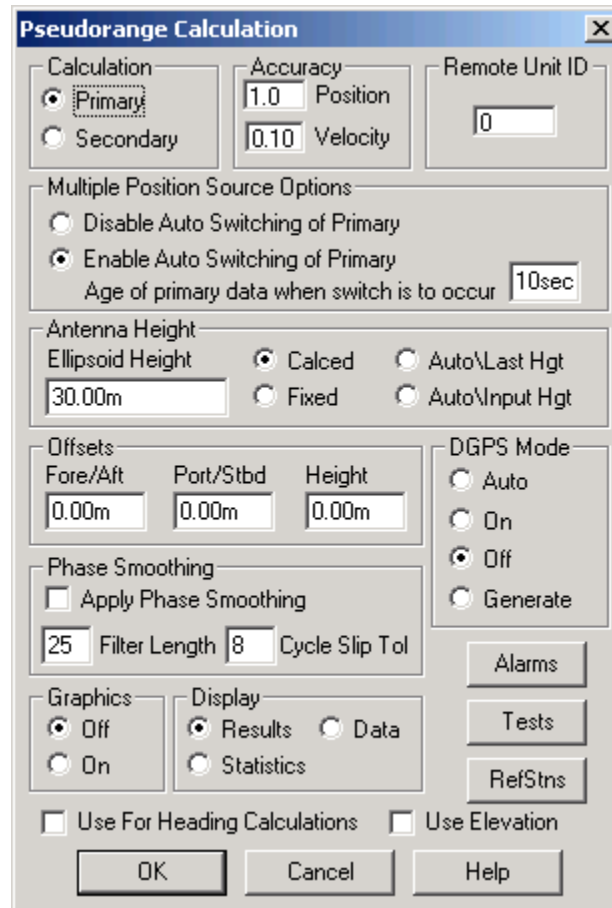 Pseudorange Calculation
Calculation
Primary
Secondary
Accuracy
1.0 Position
0.10 Velocity
Remote Unit ID
0
Multiple Position Source Options
Disable Auto Switching of Primary
Enable Auto Switching of Primary
Age of primary data when switch is to occur 10sec
Antenna Height
Ellipsoid Height
30.00m
Calced
Fixed
Auto\Last Hgt
Auto\Input Hgt
Offsets
Fore/Aft Port/Stbd Height
0.00m 0.00m 0.00m
DGPS Mode
Auto
On
Off
Generate
Phase Smoothing
Apply Phase Smoothing
25 Filter Length 8 Cycle Slip Tol
Graphics
Off
On
Display
Results Data
Statistics
Alarms
Tests
RefStns
Use For Heading Calculations Use Elevation
OK Cancel Help